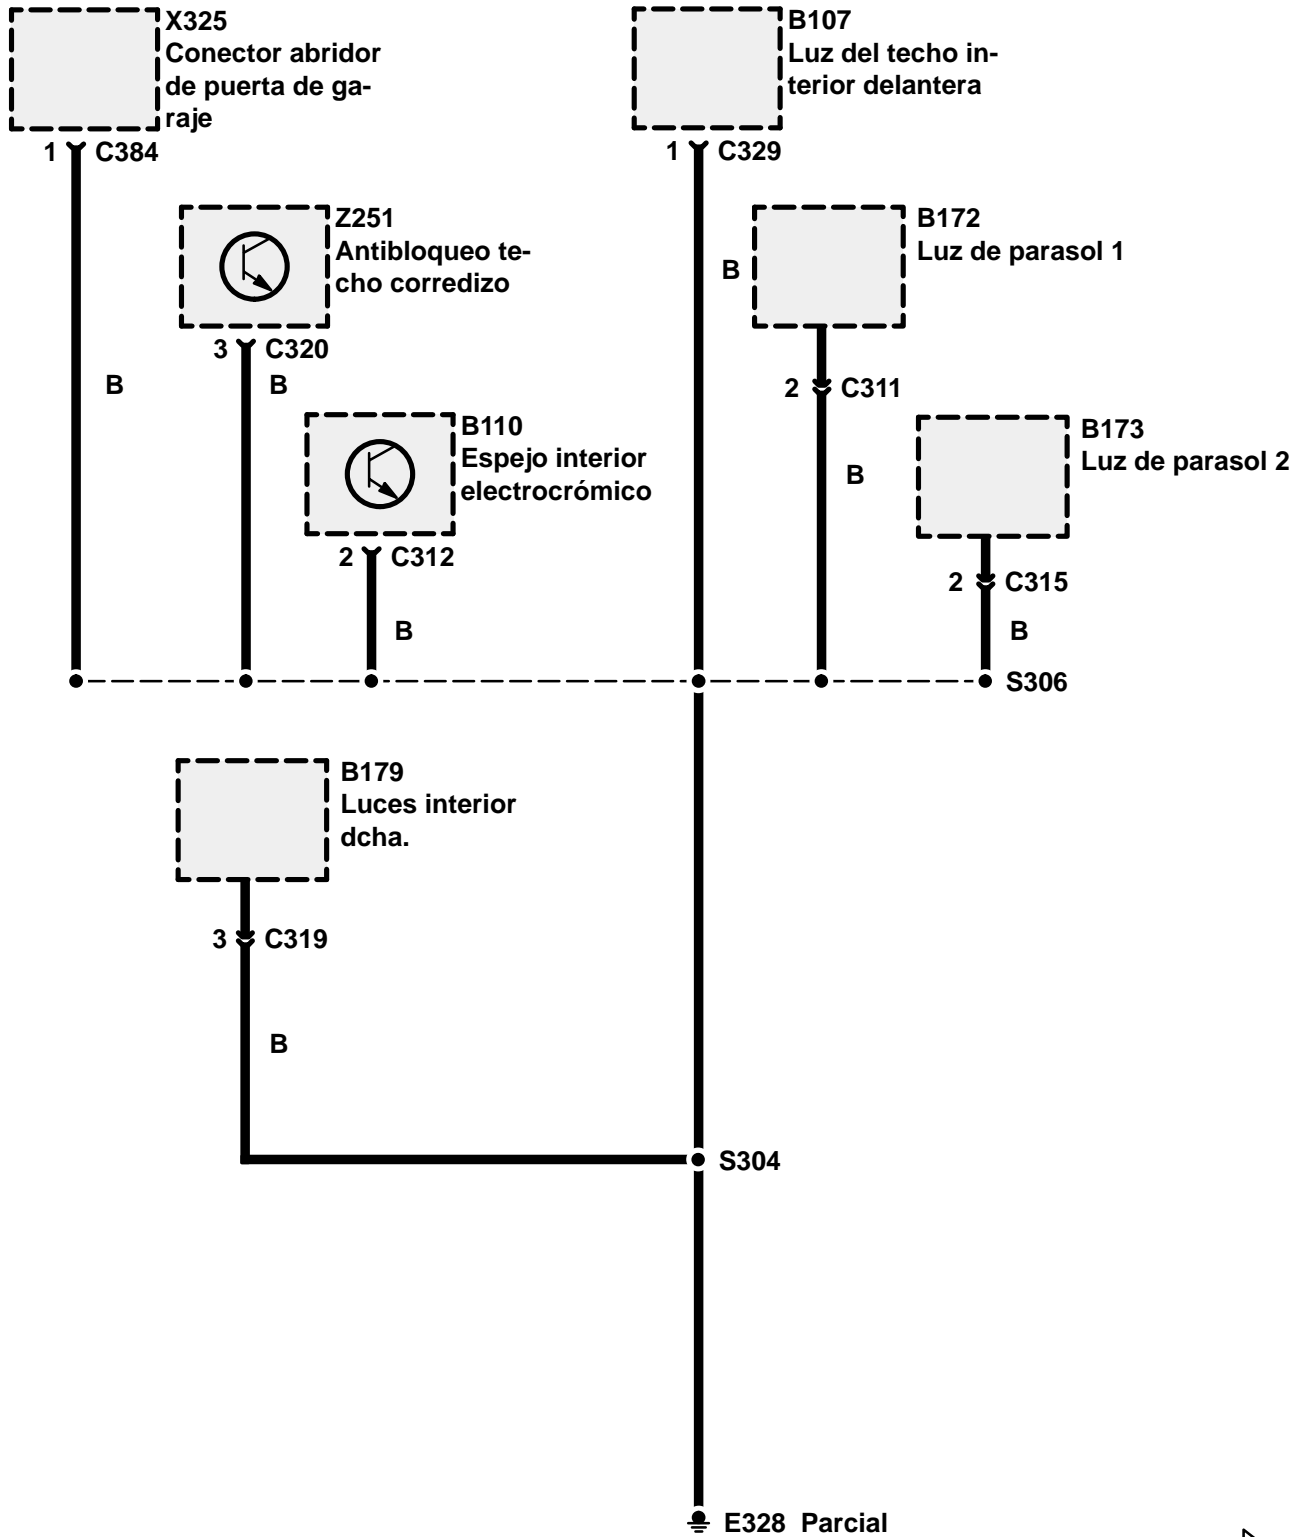 X325
Conector abridor
de puerta de ga-
raje
1 C384
B
B107
Luz del techo in-
terior delantera
1 C329
B
Z251
Antibloqueo te-
cho corredizo
3 C320
B
B172
Luz de parasol 1
2 C311
B
B110
Espejo interior
electrocrómico
2 C312
B
B173
Luz de parasol 2
2 C315
B
S306
B179
Luces interior
dcha.
3 C319
B
S304
E328 Parcial